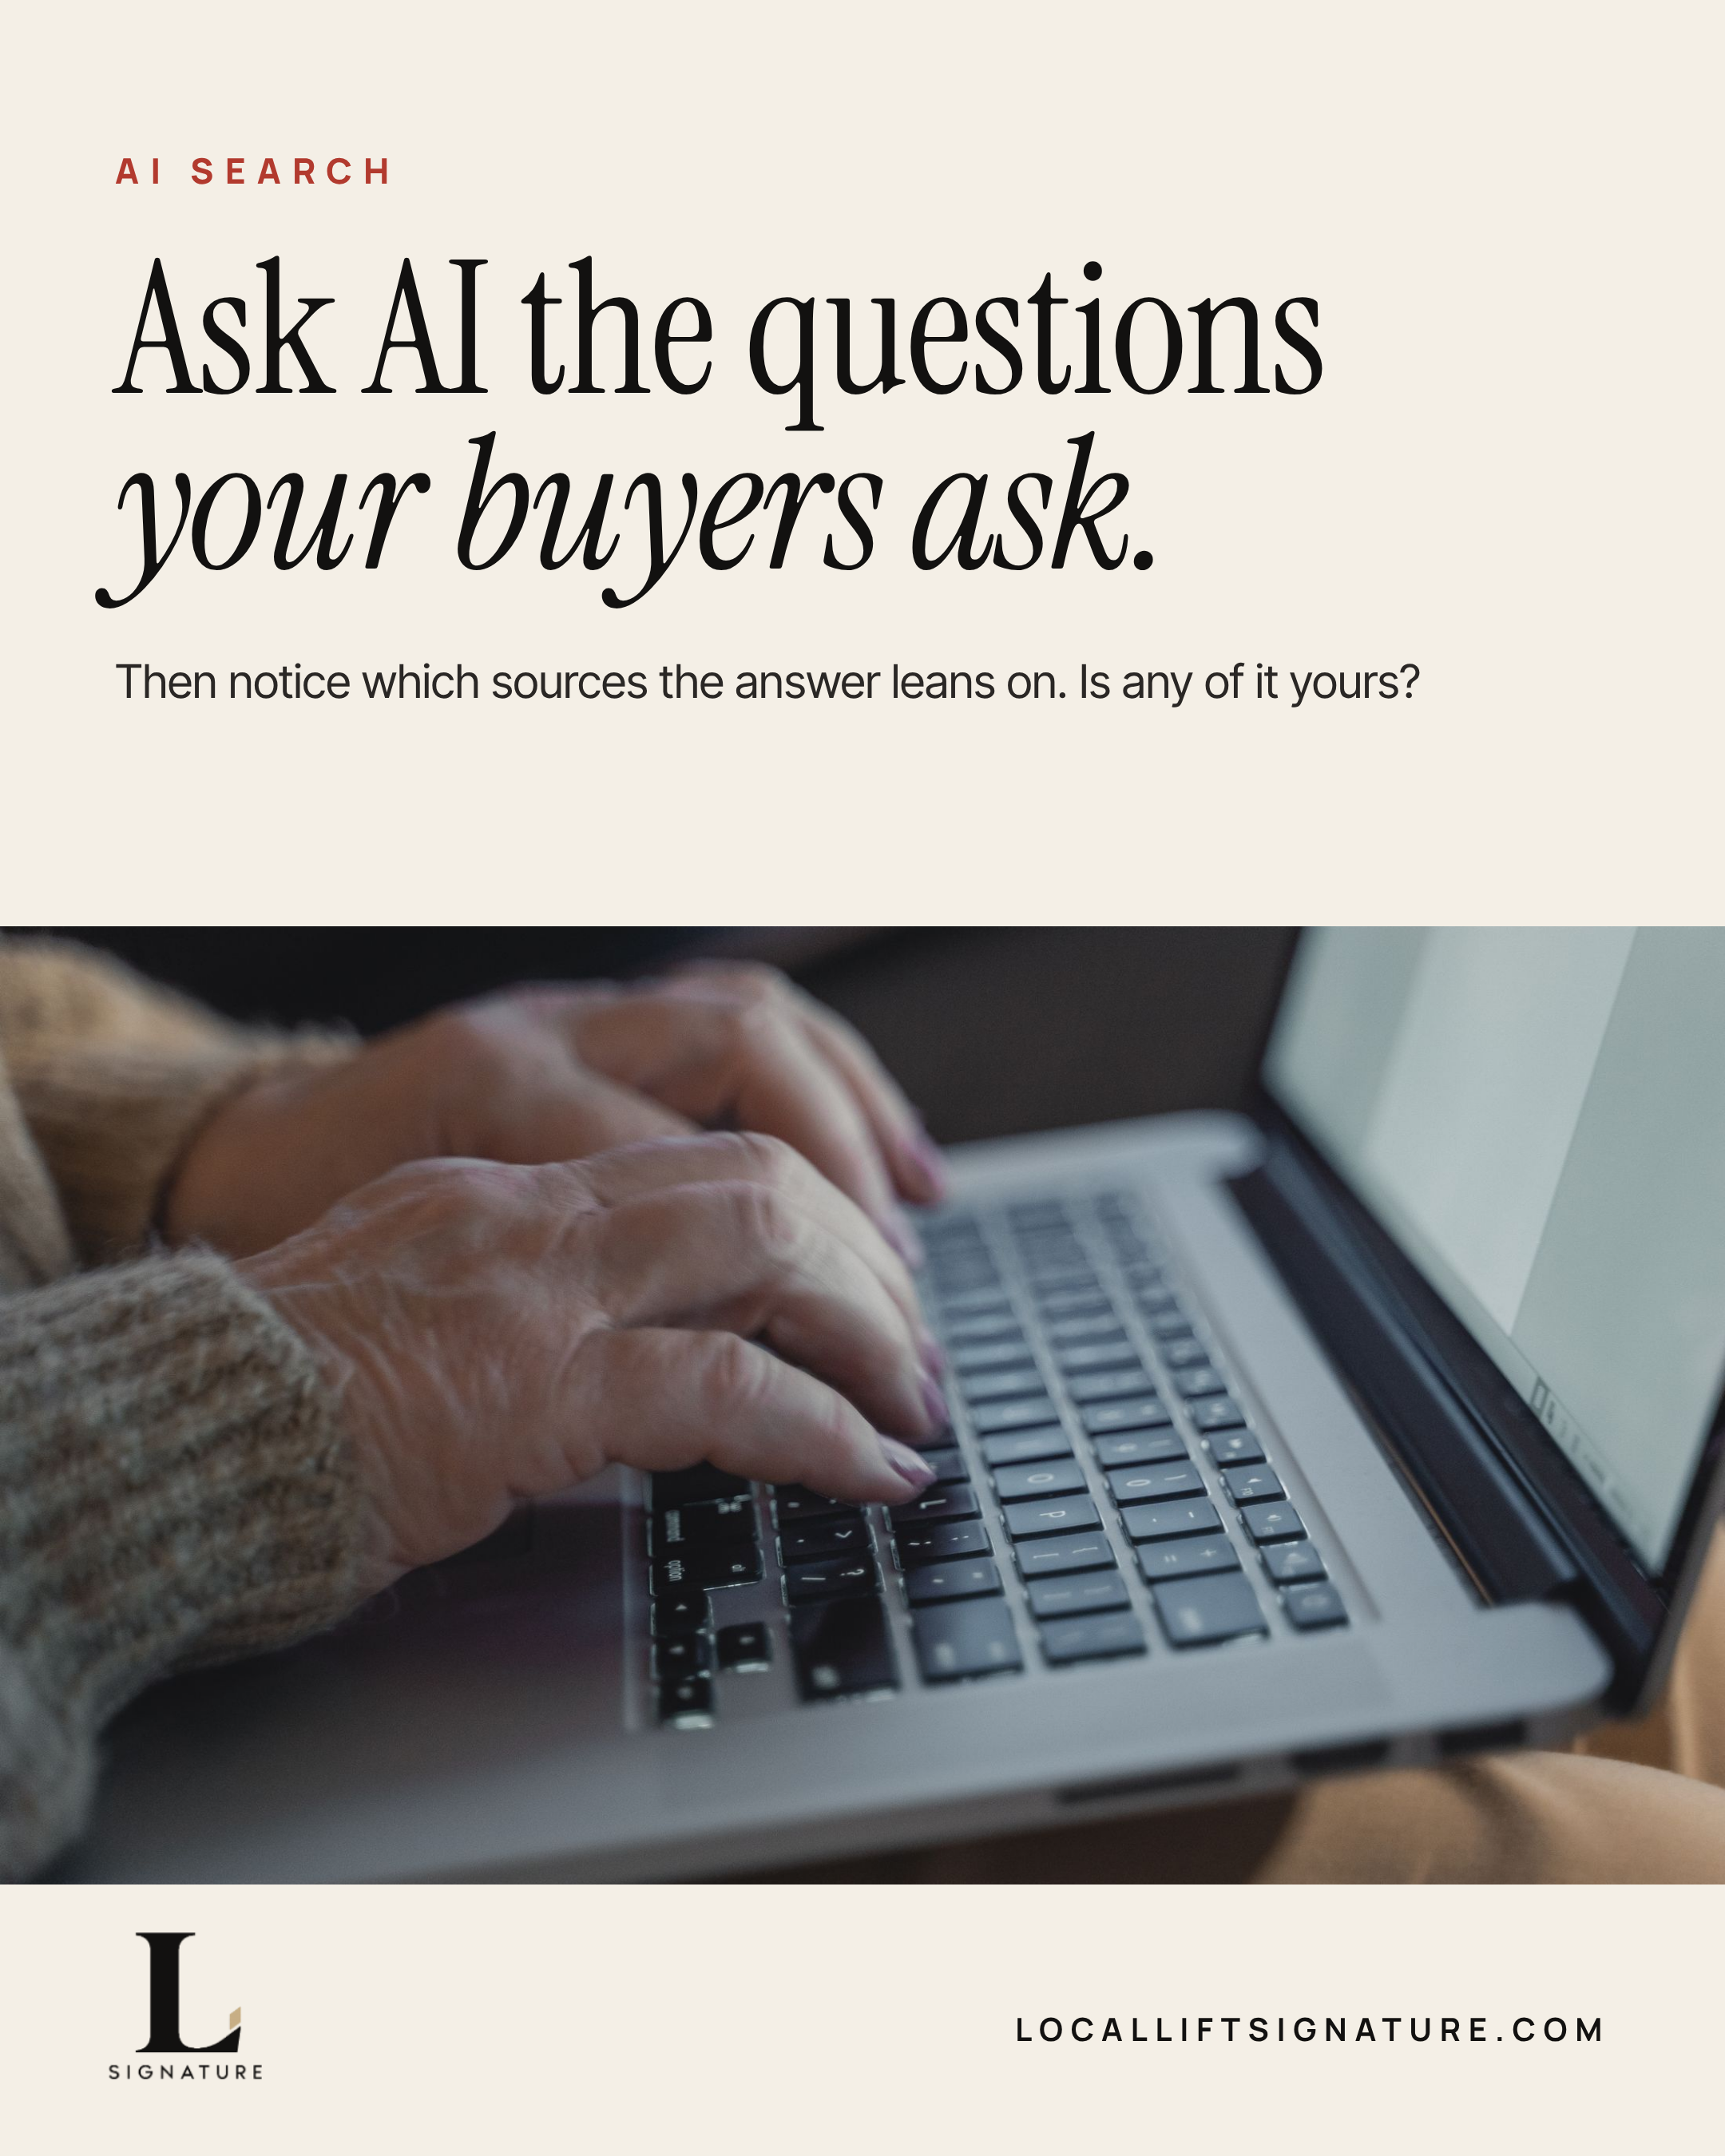 AI SEARCH
Ask AI the questions
your buyers ask.
Then notice which sources the answer leans on. Is any of it yours?
L
SIGNATURE
LOCALLIFTSIGNATURE.COM